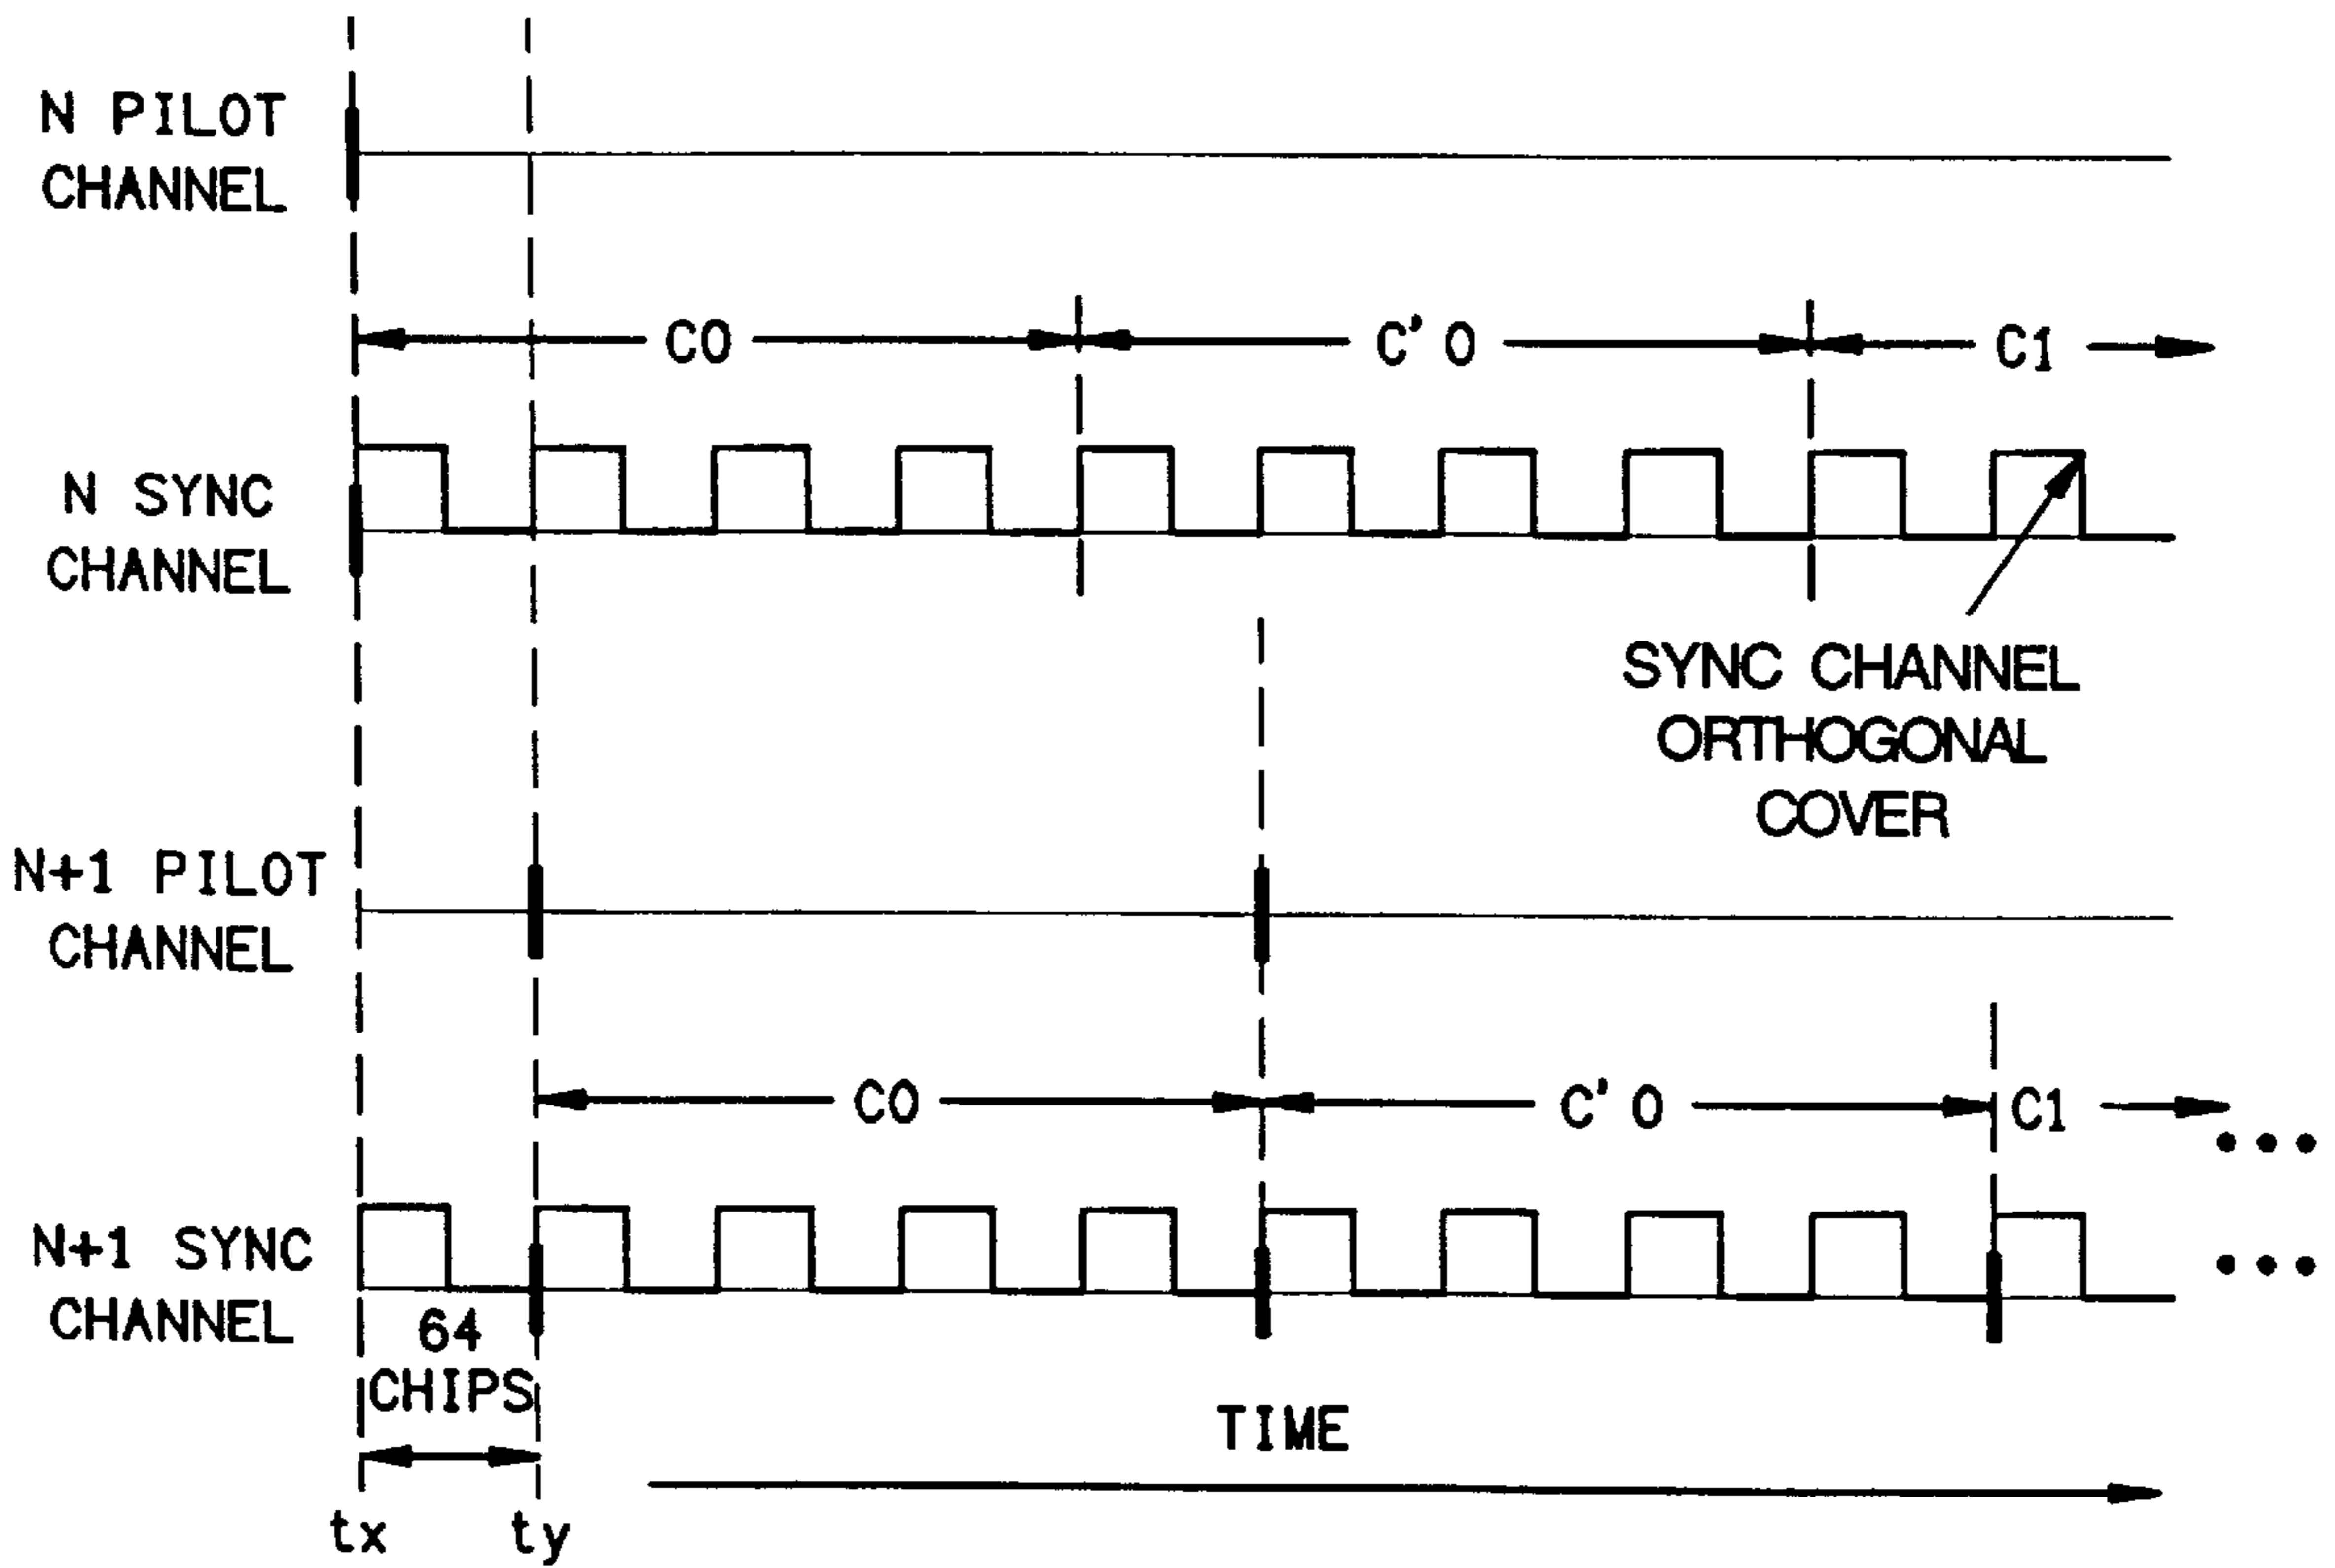 N PILOT
CHANNEL
C0
C'0
C1
N SYNC
CHANNEL
SYNC CHANNEL
ORTHOGONAL
COVER
N+1 PILOT
CHANNEL
C0
C'0
C1
N+1 SYNC
CHANNEL
64
CHIPS
TIME
tx
ty